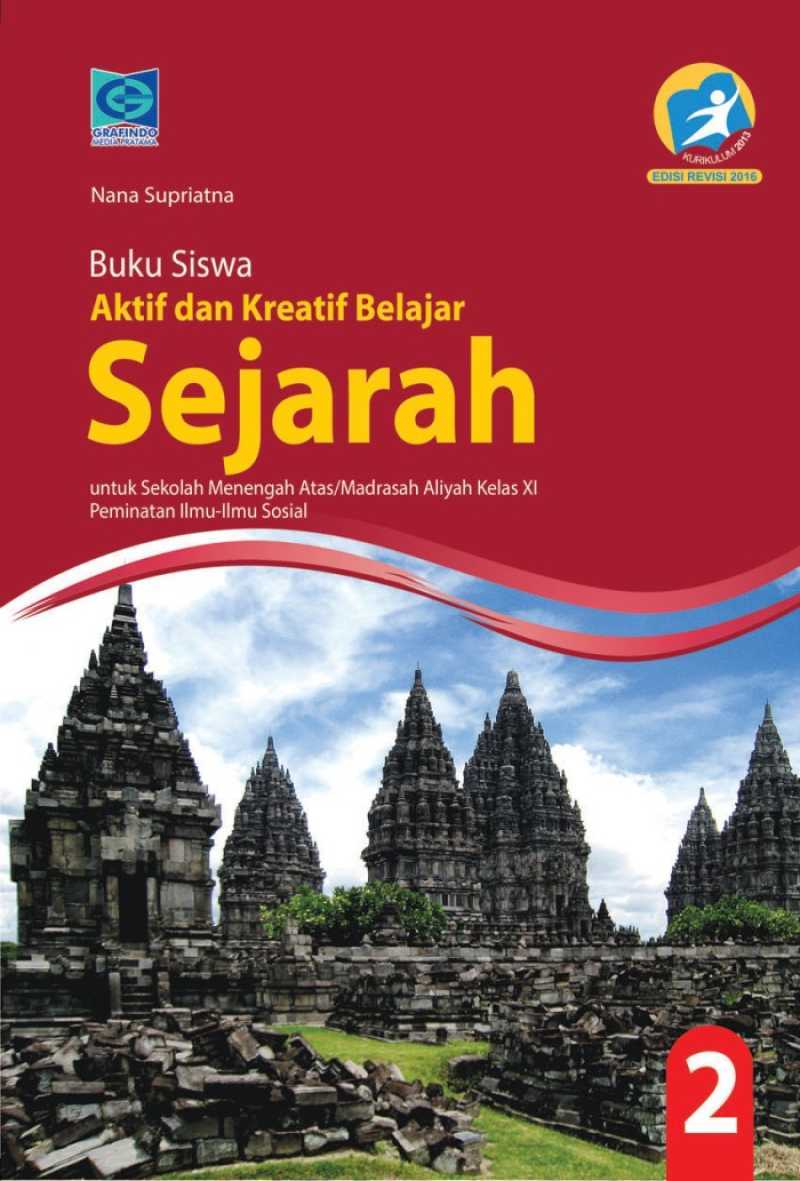 GRAFINDO
MEDIA PRATAMA
KURIKULUM 2013
EDISI REVISI 2016
Nana Supriatna
Buku Siswa
Aktif dan Kreatif Belajar
Sejarah
untuk Sekolah Menengah Atas/Madrasah Aliyah Kelas XI
Peminatan Ilmu-Ilmu Sosial
2